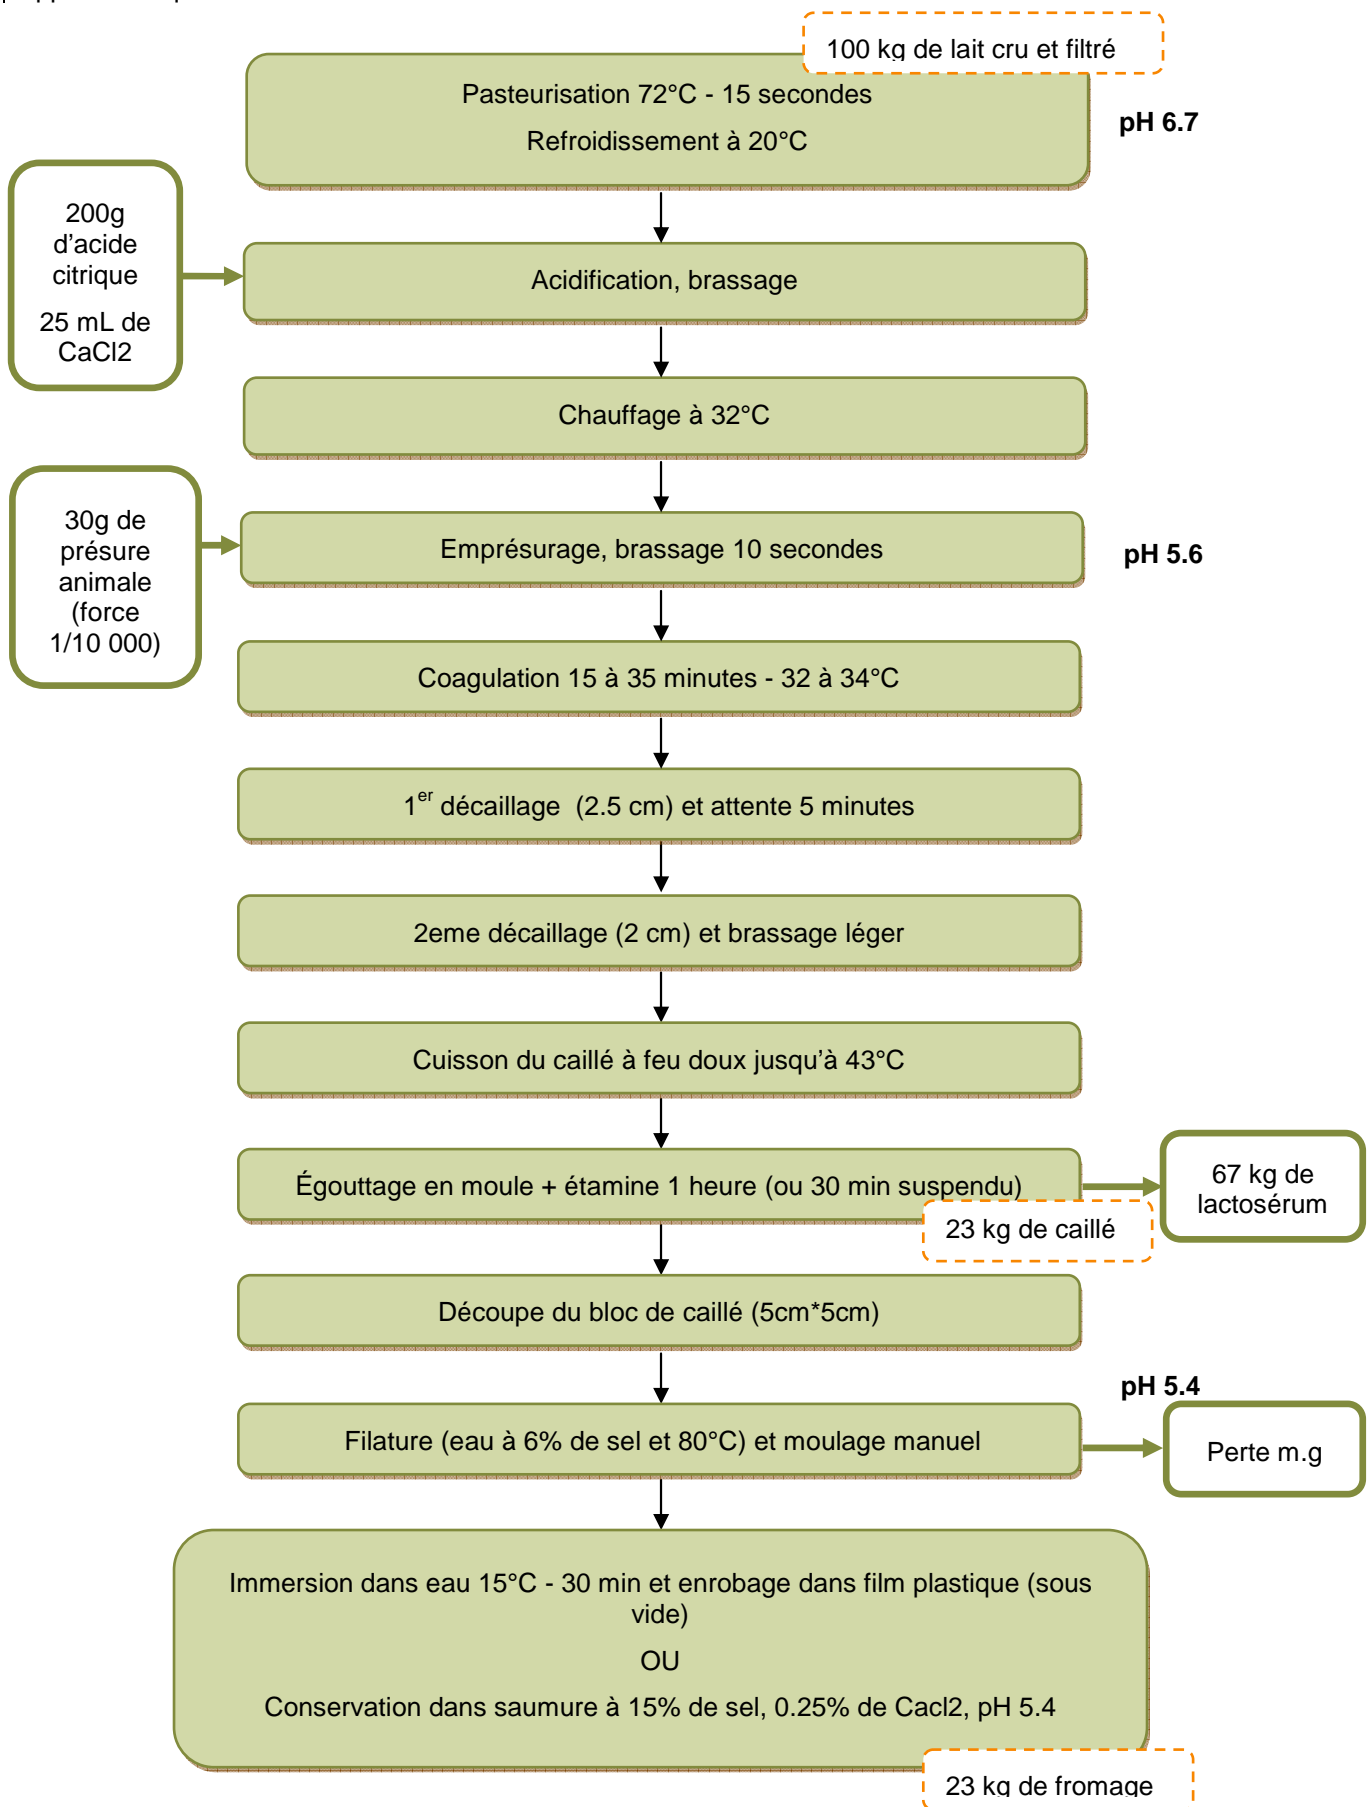 100 kg de lait cru et filtré
Pasteurisation 72°C - 15 secondes
Refroidissement à 20°C
pH 6.7
200g
d'acide
citrique
25 mL de
CaCl2
Acidification, brassage
Chauffage à 32°C
30g de
présure
animale
(force
1/10 000)
Emprésurage, brassage 10 secondes
pH 5.6
Coagulation 15 à 35 minutes - 32 à 34°C
1er décaillage (2.5 cm) et attente 5 minutes
2eme décaillage (2 cm) et brassage léger
Cuisson du caillé à feu doux jusqu'à 43°C
Égouttage en moule + étamine 1 heure (ou 30 min suspendu)
67 kg de
lactosérum
23 kg de caillé
Découpe du bloc de caillé (5cm*5cm)
pH 5.4
Filature (eau à 6% de sel et 80°C) et moulage manuel
Perte m.g
Immersion dans eau 15°C - 30 min et enrobage dans film plastique (sous
vide)
OU
Conservation dans saumure à 15% de sel, 0.25% de Cacl2, pH 5.4
23 kg de fromage